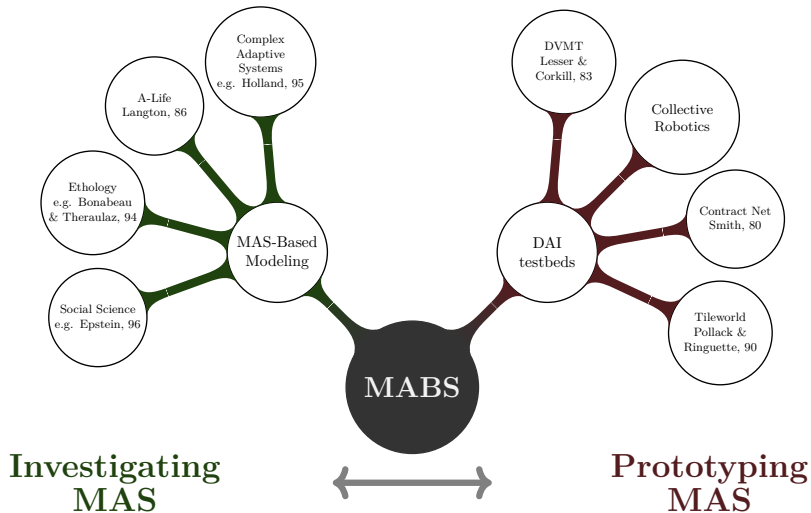 Complex
Adaptive
Systems
e.g. Holland, 95
A-Life
Langton, 86
Ethology
e.g. Bonabeau
& Theraulaz, 94
Social Science
e.g. Epstein, 96
MAS-Based
Modeling
DVMT
Lesser &
Corkill, 83
Collective
Robotics
Contract Net
Smith, 80
Tileworld
Pollack &
Ringuette, 90
DAI
testbeds
MABS
Investigating
MAS
Prototyping
MAS